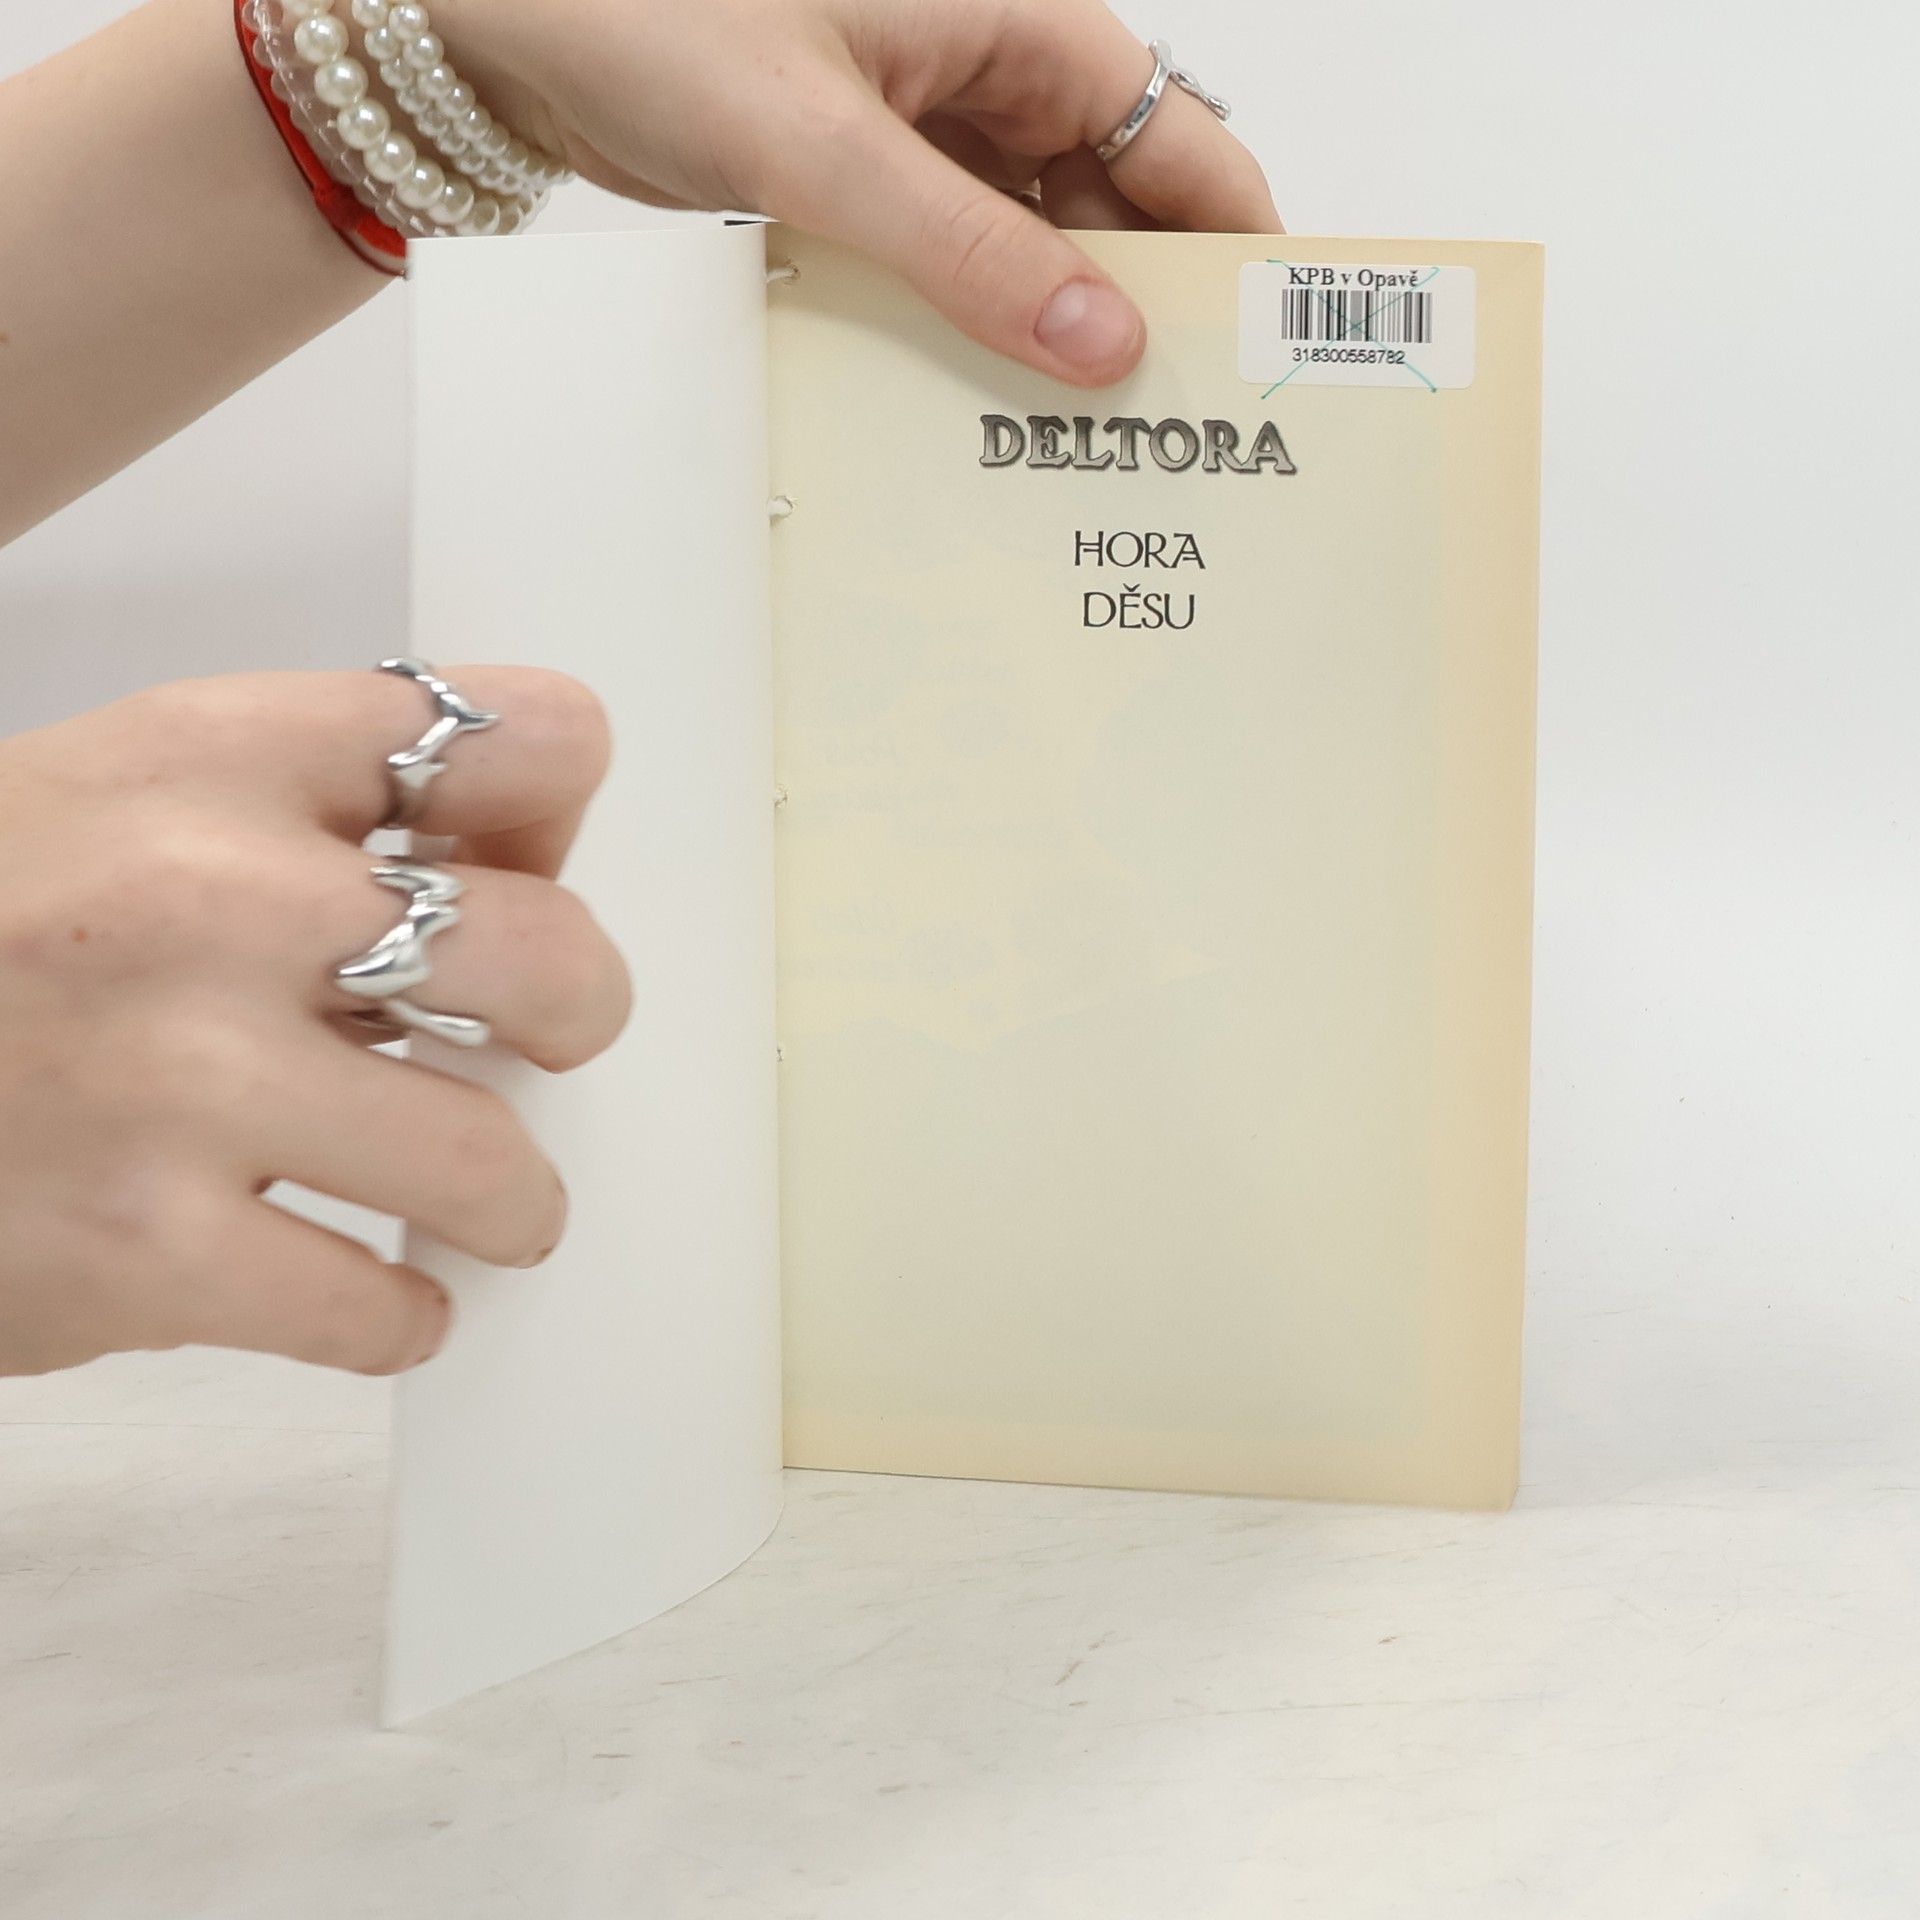 KPB v Opavě
318300558782
DELTORA
HORA
DĚSU